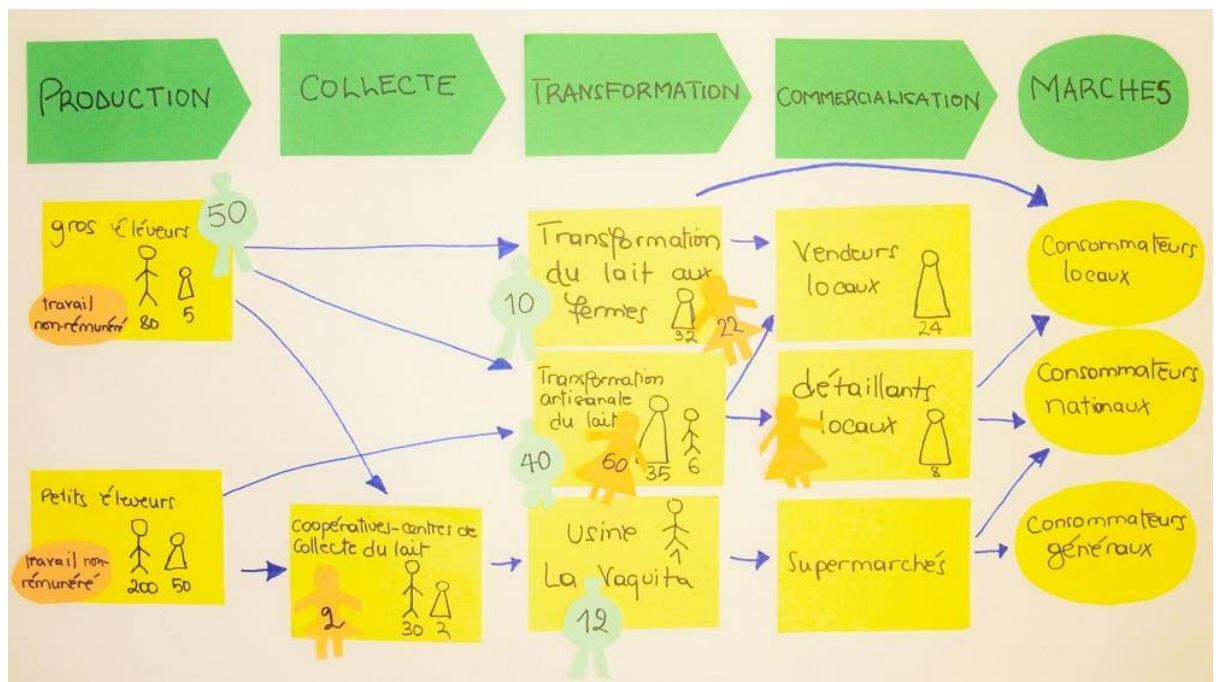 PRODUCTION
COLLECTE
TRANSFORMATION
COMMERCIALISATION
MARCHES
gros éléveurs
50
travail
non-rémunéré
80
5
Petits éleveurs
travail non-
rémunéré
200
50
Coopératives-centres de
Collecte du lait
2
30
2
Transformation
du lait aux
fermes
10
32
22
Transformation
artisanale
du lait
40
60
35
6
Usine
1
La Vaquita
12
Vendeurs
locaux
24
détaillants
locaux
8
Supermarchés
Consommateurs
locaux
Consommateurs
nationaux
Consommateurs
généraux